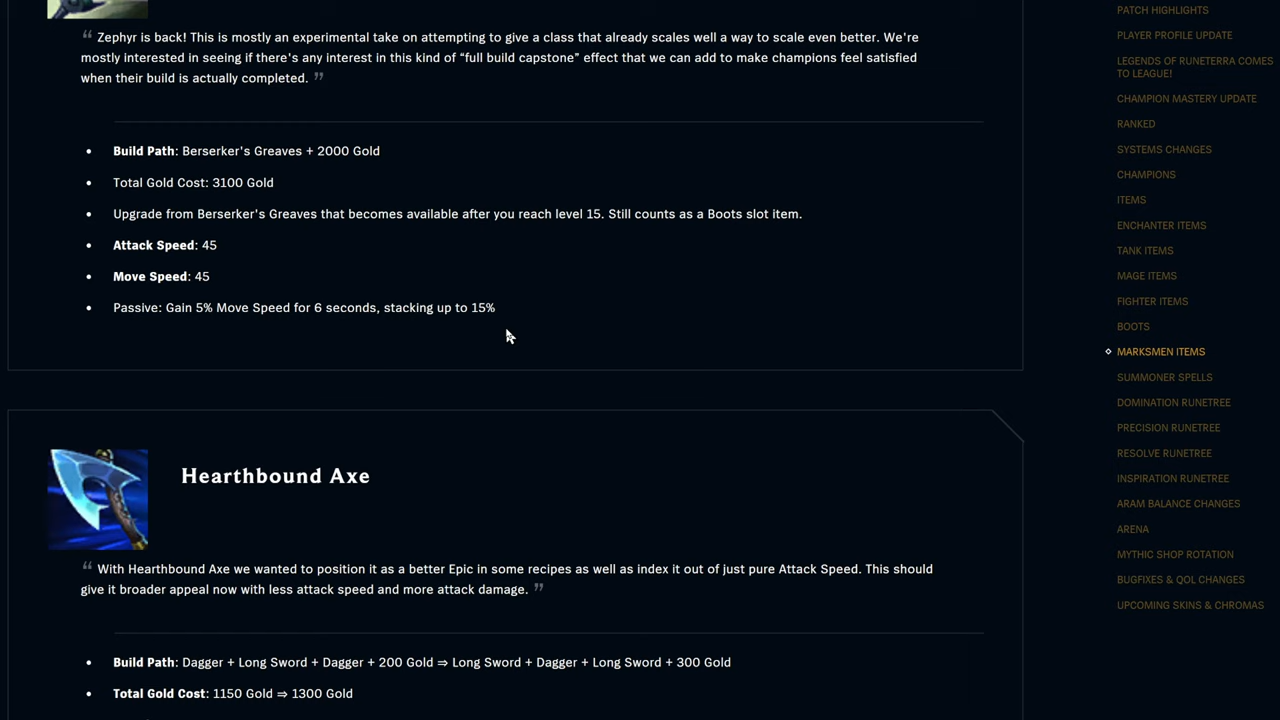 “ Zephyr is back! This is mostly an experimental take on attempting to give a class that already scales well a way to scale even better. We're
mostly interested in seeing if there's any interest in this kind of “full build capstone” effect that we can add to make champions feel satisfied
when their build is actually completed. ”
• Build Path: Berserker's Greaves + 2000 Gold
• Total Gold Cost: 3100 Gold
• Upgrade from Berserker's Greaves that becomes available after you reach level 15. Still counts as a Boots slot item.
• Attack Speed: 45
• Move Speed: 45
• Passive: Gain 5% Move Speed for 6 seconds, stacking up to 15%
Hearthbound Axe
“ With Hearthbound Axe we wanted to position it as a better Epic in some recipes as well as index it out of just pure Attack Speed. This should
give it broader appeal now with less attack speed and more attack damage. ”
• Build Path: Dagger + Long Sword + Dagger + 200 Gold ⇒ Long Sword + Dagger + Long Sword + 300 Gold
• Total Gold Cost: 1150 Gold ⇒ 1300 Gold
PATCH HIGHLIGHTS
PLAYER PROFILE UPDATE
LEGENDS OF RUNETERRA COMES
TO LEAGUE!
CHAMPION MASTERY UPDATE
RANKED
SYSTEMS CHANGES
CHAMPIONS
ITEMS
ENCHANTER ITEMS
TANK ITEMS
MAGE ITEMS
FIGHTER ITEMS
BOOTS
MARKSMEN ITEMS
SUMMONER SPELLS
DOMINATION RUNETREE
PRECISION RUNETREE
RESOLVE RUNETREE
INSPIRATION RUNETREE
ARAM BALANCE CHANGES
ARENA
MYTHIC SHOP ROTATION
BUGFIXES & QOL CHANGES
UPCOMING SKINS & CHROMAS